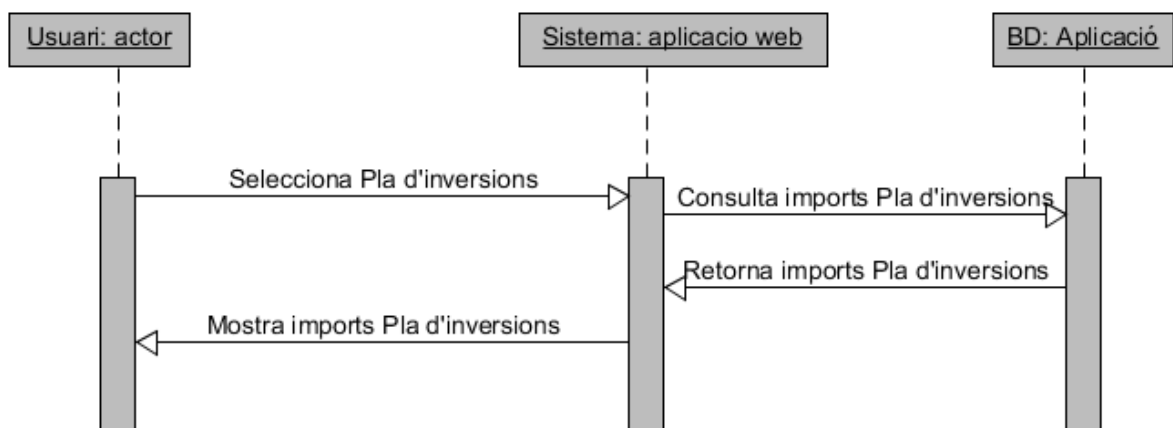 Usuari: actor
Sistema: aplicacio web
BD: Aplicació
Selecciona Pla d'inversions
Consulta imports Pla d'inversions
Retorna imports Pla d'inversions
Mostra imports Pla d'inversions